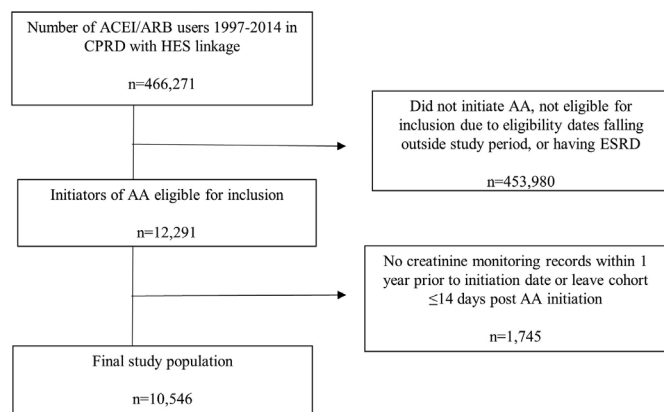 Number of ACEI/ARB users 1997-2014 in
CPRD with HES linkage
n=466,271
Did not initiate AA, not eligible for
inclusion due to eligibility dates falling
outside study period, or having ESRD
n=453,980
Initiators of AA eligible for inclusion
n=12,291
No creatinine monitoring records within 1
year prior to initiation date or leave cohort
≤14 days post AA initiation
n=1,745
Final study population
n=10,546